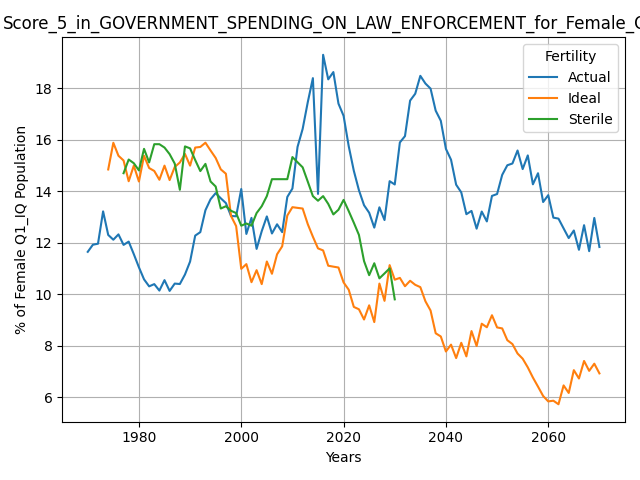 Score_5_in_GOVERNMENT_SPENDING_ON_LAW_ENFORCEMENT_for_Female_
Fertility
Actual
Ideal
Sterile
18
16
14
12
10
8
6
% of Female Q1_IQ Population
1980 2000 2020 2040 2060
Years